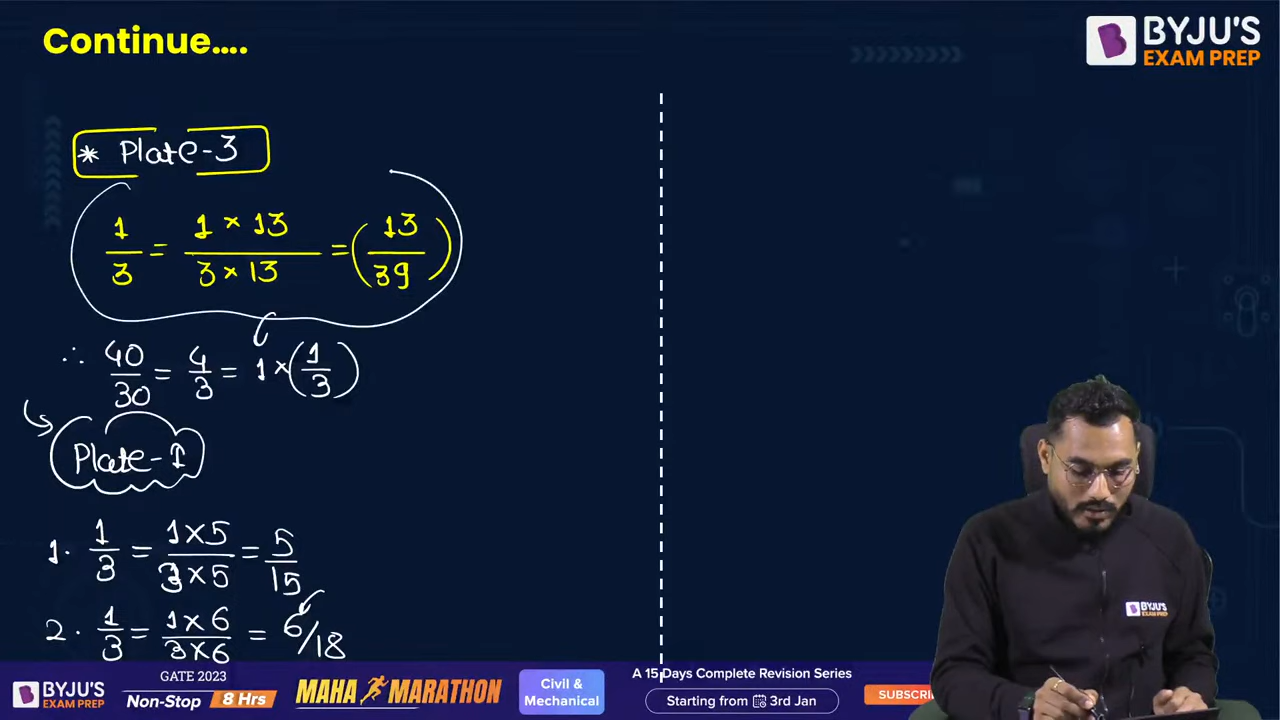 Continue....
BYJU'S
EXAM PREP
* Plate-3
1/3 = 1 × 13 / 3 × 13 = (13/39)
∴ 40/30 = 4/3 = 1 × (1/3)
Plate-I
1. 1/3 = 1×5 / 3×5 = 5/15
2. 1/3 = 1×6 / 3×6 = 6/18
BYJU'S
BYJU'S
EXAM PREP
GATE 2023
Non-Stop 8 Hrs
MAHA MARATHON
Civil &
Mechanical
A 15 Days Complete Revision Series
Starting from 3rd Jan
SUBSCRI